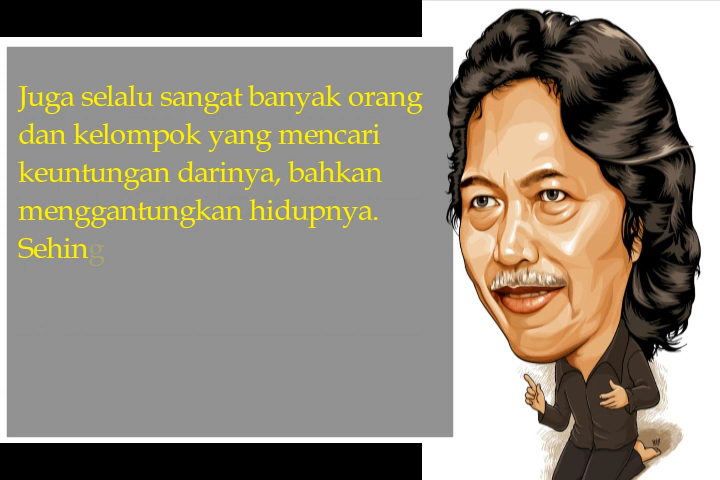 Juga selalu sangat banyak orang
dan kelompok yang mencari
keuntungan darinya, bahkan
menggantungkan hidupnya.
Sehing